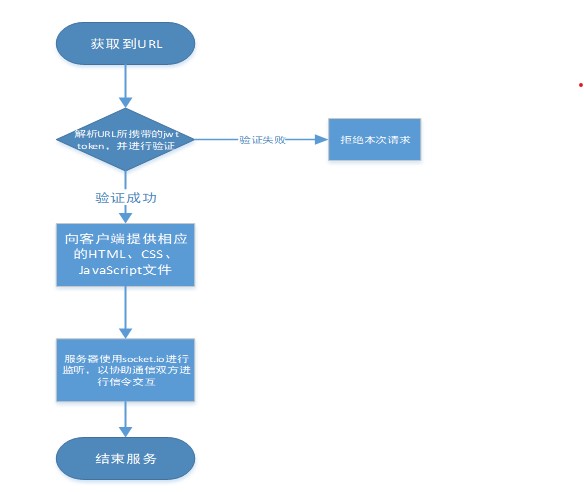 获取到URL
解析URL所携带的jwt
token，并进行验证
验证失败
拒绝本次请求
验证成功
向客户端提供相应
的HTML、CSS、
JavaScript文件
服务器使用socket.io进行
监听，以协助通信双方进
行信令交互
结束服务